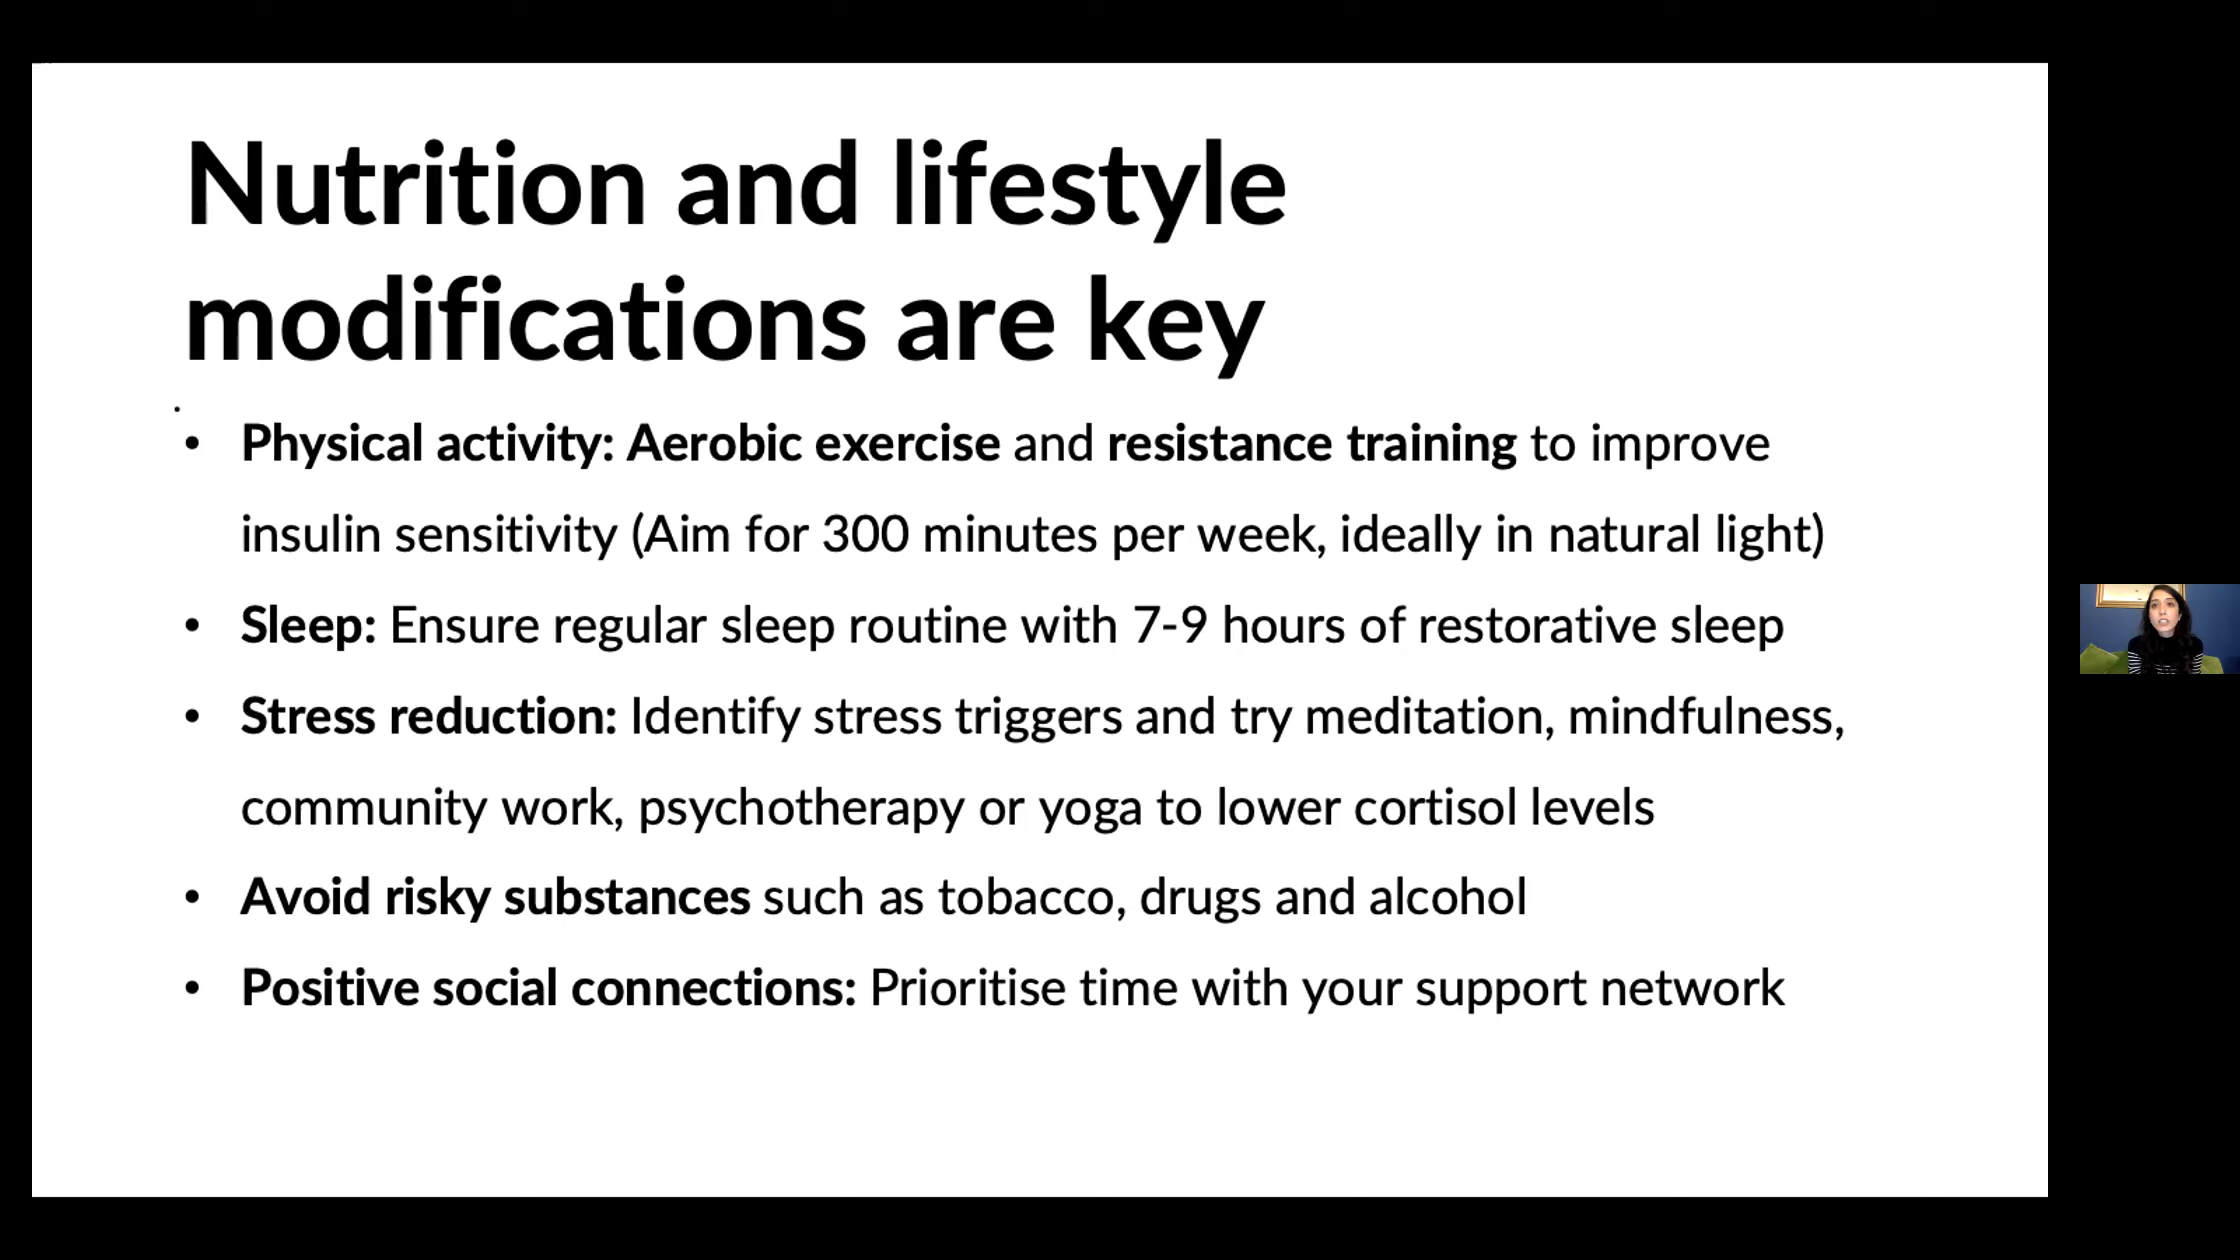 Nutrition and lifestyle
modifications are key
• Physical activity: Aerobic exercise and resistance training to improve
insulin sensitivity (Aim for 300 minutes per week, ideally in natural light)
• Sleep: Ensure regular sleep routine with 7-9 hours of restorative sleep
• Stress reduction: Identify stress triggers and try meditation, mindfulness,
community work, psychotherapy or yoga to lower cortisol levels
• Avoid risky substances such as tobacco, drugs and alcohol
• Positive social connections: Prioritise time with your support network